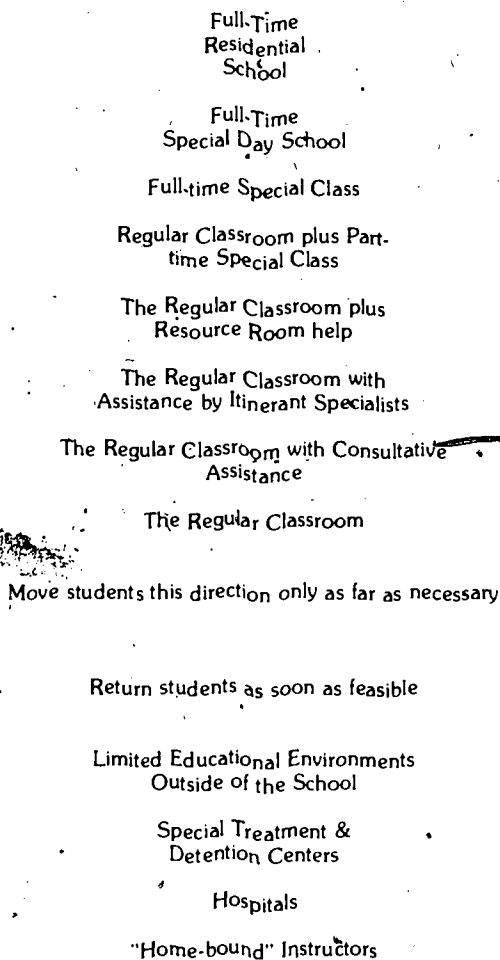 Full-Time
Residential
School
Full-Time
Special Day School
Full-time Special Class
Regular Classroom plus Part-
time Special Class
The Regular Classroom plus
Resource Room help
The Regular Classroom with
Assistance by Itinerant Specialists
The Regular Classroom with Consultative
Assistance
The Regular Classroom
Move students this direction only as far as necessary
Return students as soon as feasible
Limited Educational Environments
Outside of the School
Special Treatment &
Detention Centers
Hospitals
"Home-bound" Instructors